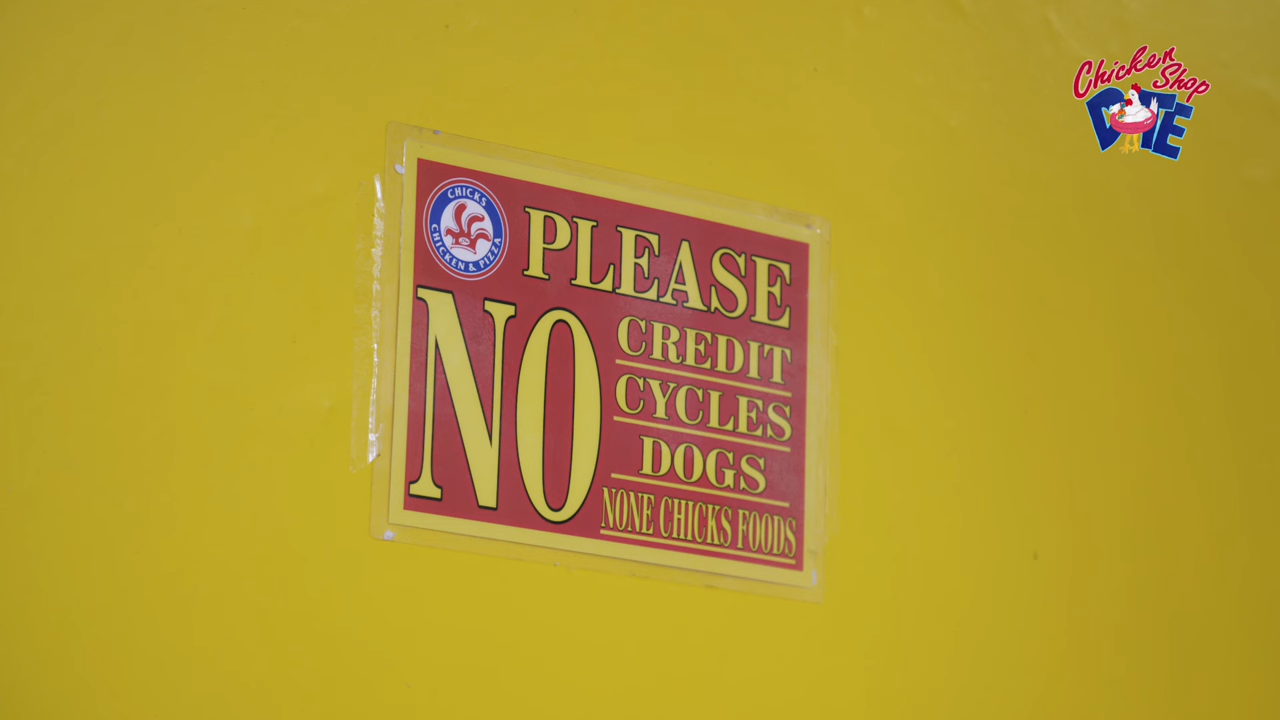 Chicken
Shop
DATE
CHICKS
CHICKEN & PIZZA
PLEASE
NO
CREDIT
CYCLES
DOGS
NONE CHICKS FOODS